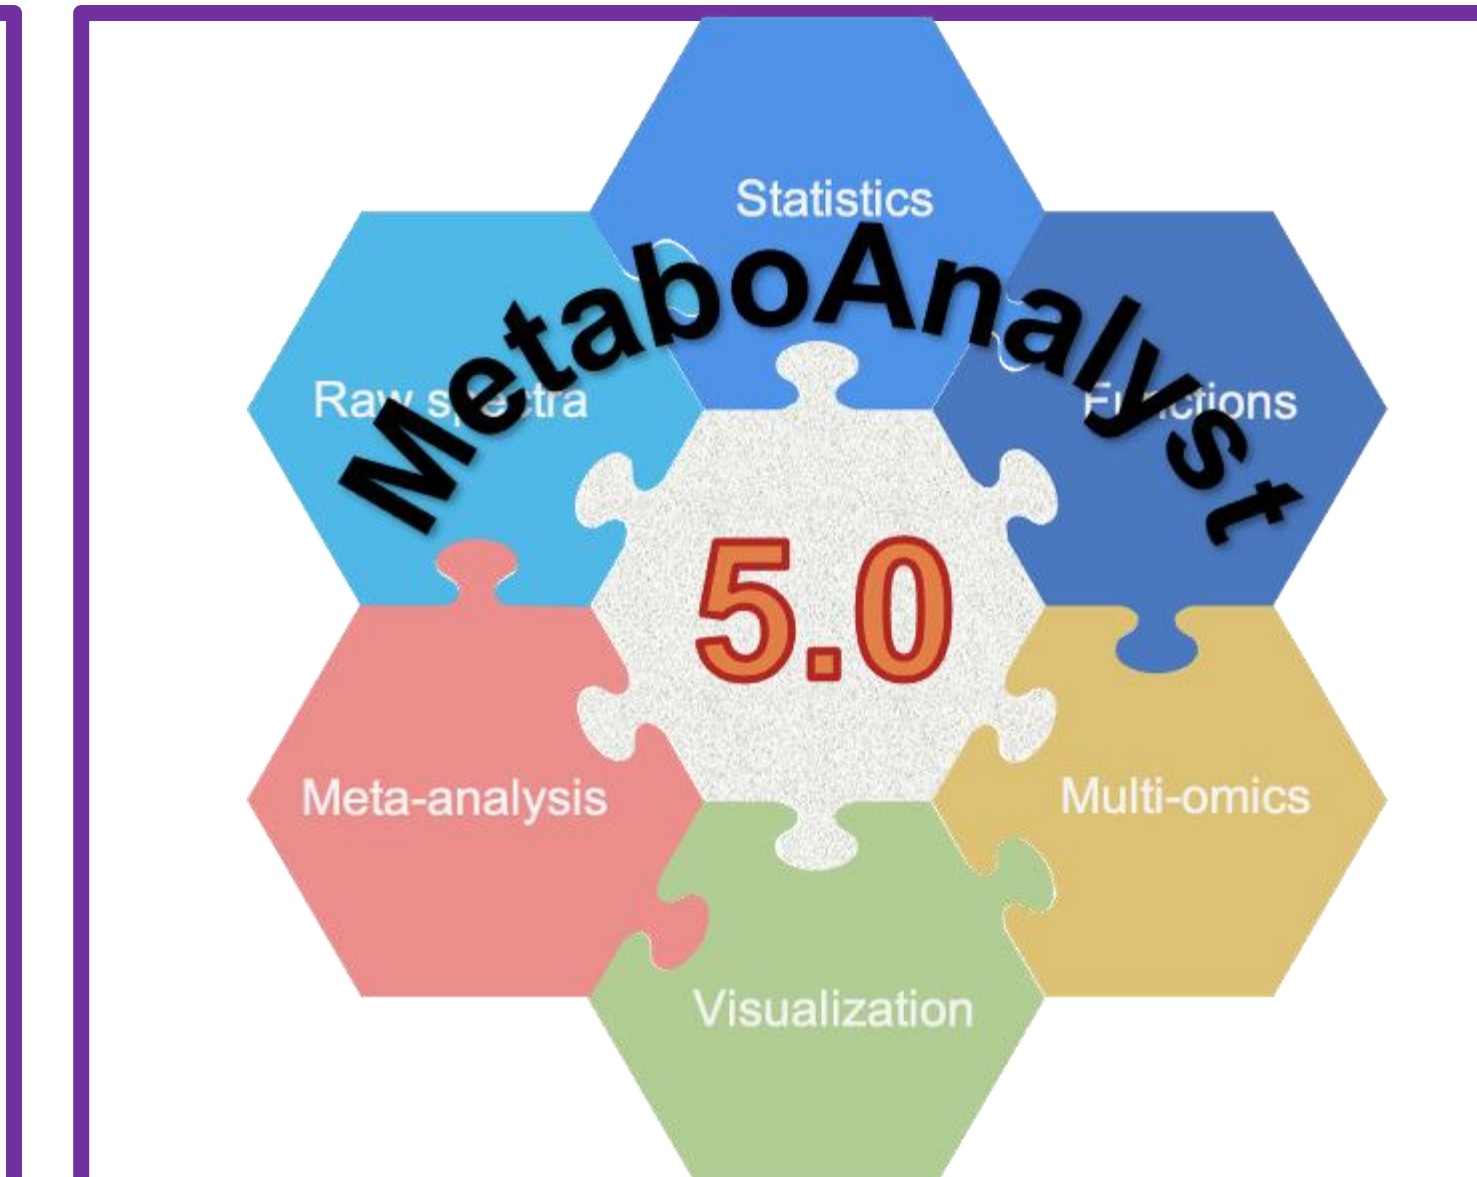 Statistics
MetaboAnalyst
Raw spectra
Functions
5.0
Meta-analysis
Multi-omics
Visualization